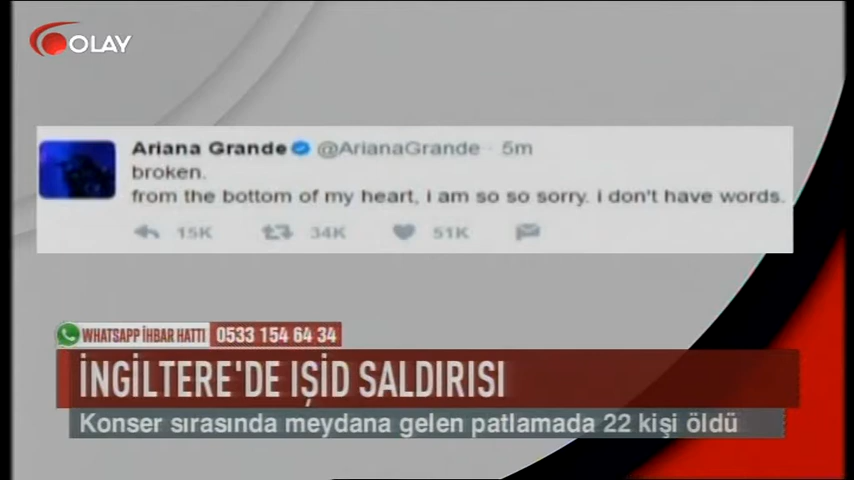 OLAY
Ariana Grande @ArianaGrande · 5m
broken.
from the bottom of my heart, i am so so sorry. i don't have words.
15K 34K 51K
WHATSAPP İHBAR HATTI 0533 154 64 34
İNGİLTERE'DE IŞİD SALDIRISI
Konser sırasında meydana gelen patlamada 22 kişi öldü